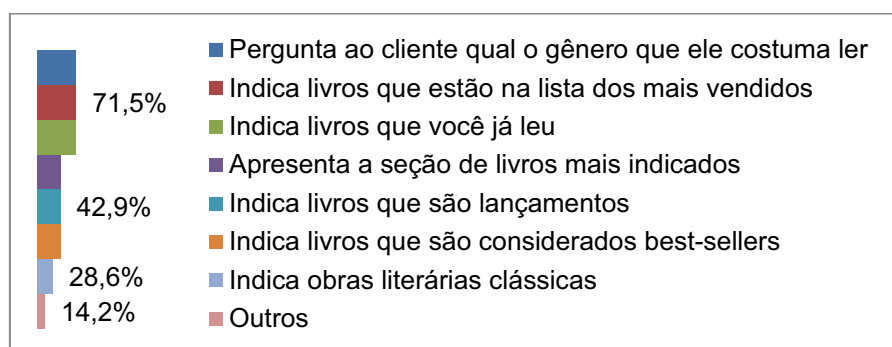 Pergunta ao cliente qual o gênero que ele costuma ler
Indica livros que estão na lista dos mais vendidos
71,5%
Indica livros que você já leu
Apresenta a seção de livros mais indicados
42,9%
Indica livros que são lançamentos
Indica livros que são considerados best-sellers
28,6%
Indica obras literárias clássicas
14,2%
Outros